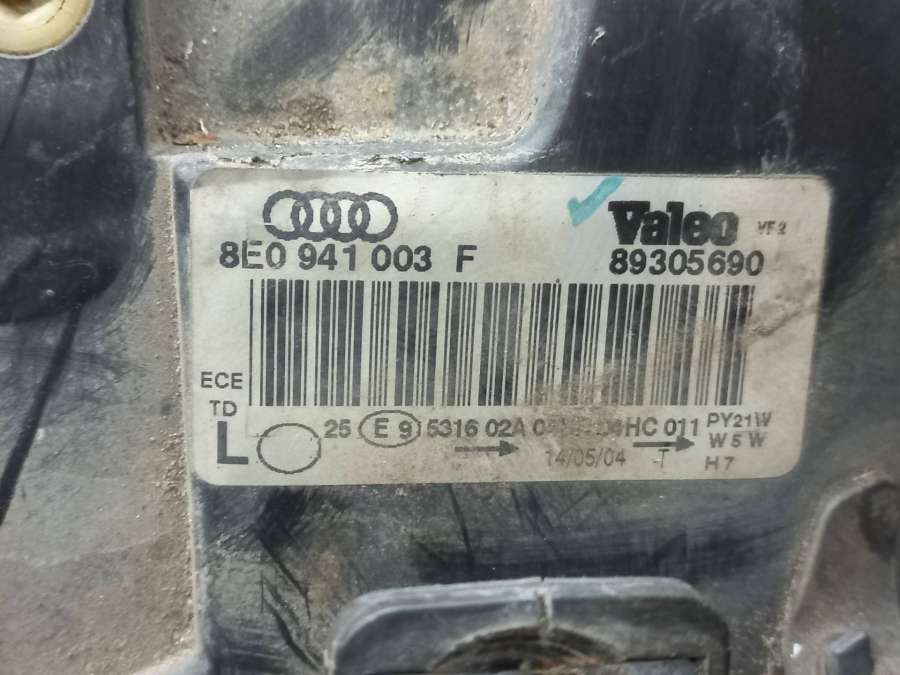 Valeo VF2
8E0 941 003 F
89305690
ECE
TD
L
25 E9 5316 02A HC 011
PY21W
W5W
H7
14/05/04 -T